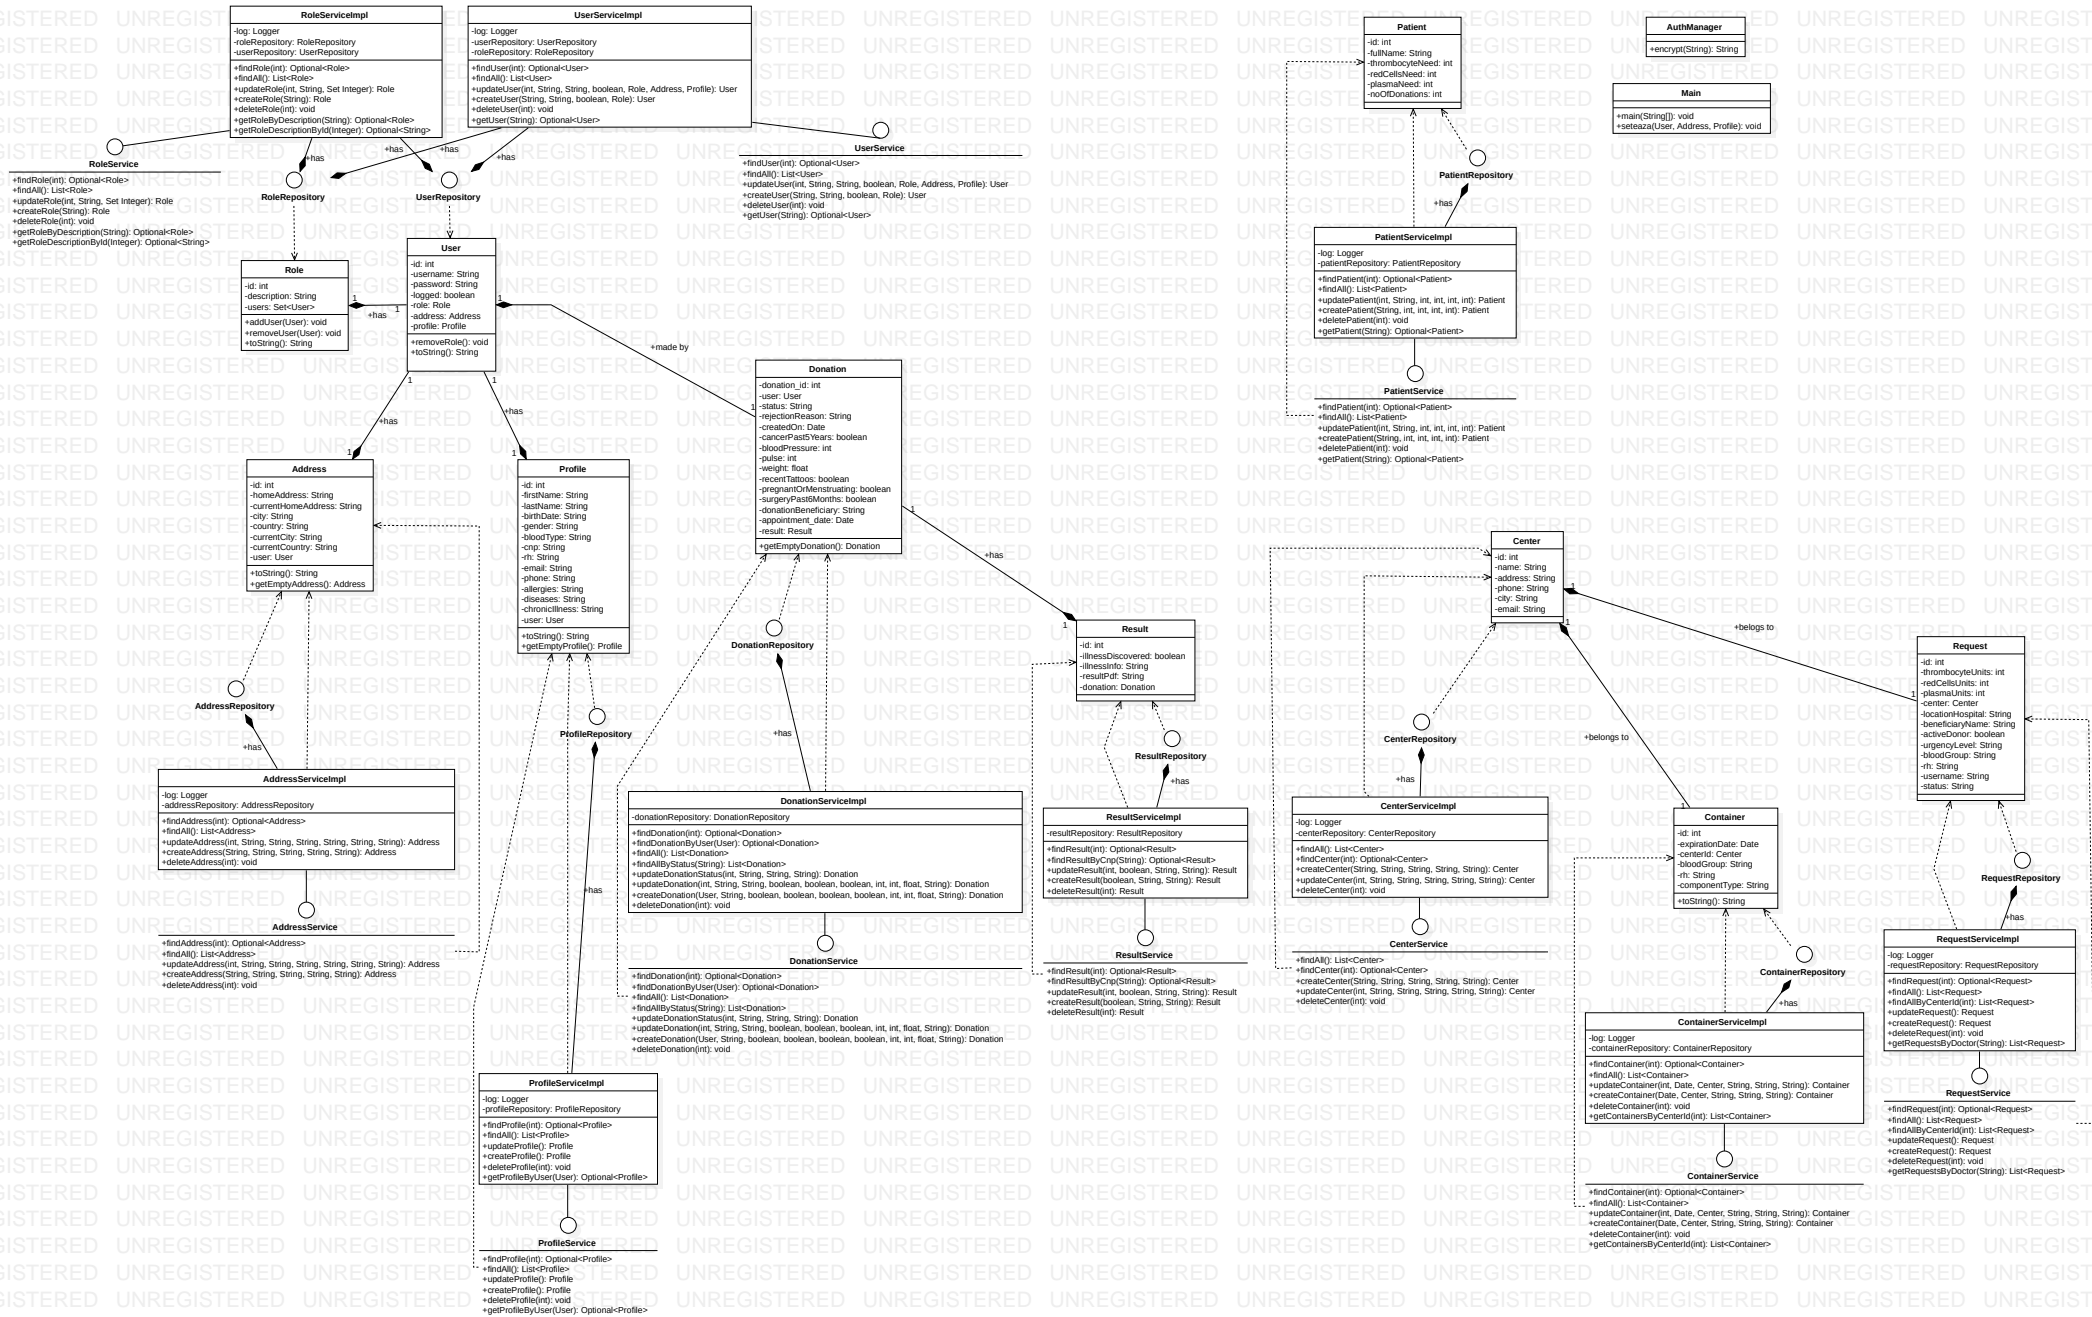 RoleServiceImpl
-log: Logger
-roleRepository: RoleRepository
-userRepository: UserRepository
+findRole(int): Optional<Role>
+findAll(): List<Role>
+updateRole(int, String, Set Integer): Role
+createRole(String): Role
+deleteRole(int): void
+getRoleByDescription(String): Optional<Role>
+getRoleDescriptionById(Integer): Optional<String>
UserServiceImpl
-log: Logger
-userRepository: UserRepository
-roleRepository: RoleRepository
+findUser(int): Optional<User>
+findAll(): List<User>
+updateUser(int, String, String, boolean, Role, Address, Profile): User
+createUser(String, String, boolean, Role): User
+deleteUser(int): void
+getUser(String): Optional<User>
Patient
-id: int
-fullName: String
-thrombocyteNeed: int
-redCellsNeed: int
-plasmaNeed: int
-noOfDonations: int
AuthManager
+encrypt(String): String
Main
+main(String[]): void
+seteaza(User, Address, Profile): void
RoleService
+findRole(int): Optional<Role>
+findAll(): List<Role>
+updateRole(int, String, Set Integer): Role
+createRole(String): Role
+deleteRole(int): void
+getRoleByDescription(String): Optional<Role>
+getRoleDescriptionById(Integer): Optional<String>
+has
+has
+has
RoleRepository
UserRepository
UserService
+findUser(int): Optional<User>
+findAll(): List<User>
+updateUser(int, String, String, boolean, Role, Address, Profile): User
+createUser(String, String, boolean, Role): User
+deleteUser(int): void
+getUser(String): Optional<User>
PatientRepository
+has
PatientServiceImpl
-log: Logger
-patientRepository: PatientRepository
+findPatient(int): Optional<Patient>
+findAll(): List<Patient>
+updatePatient(int, String, int, int, int, int): Patient
+createPatient(String, int, int, int, int): Patient
+deletePatient(int): void
+getPatient(String): Optional<Patient>
PatientService
+findPatient(int): Optional<Patient>
+findAll(): List<Patient>
+updatePatient(int, String, int, int, int, int): Patient
+createPatient(String, int, int, int, int): Patient
+deletePatient(int): void
+getPatient(String): Optional<Patient>
Role
-id: int
-description: String
-users: Set<User>
+addUser(User): void
+removeUser(User): void
+toString(): String
1
+has
1
User
-id: int
-username: String
-password: String
-logged: boolean
-role: Role
-address: Address
-profile: Profile
+removeRole(): void
+toString(): String
1
+made by
1
1
+has
1
1
+has
1
Donation
-donation_id: int
-user: User
-status: String
-rejectionReason: String
-createdOn: Date
-cancerPast5Years: boolean
-bloodPressure: int
-pulse: int
-weight: float
-recentTattoos: boolean
-pregnantOrMenstruating: boolean
-surgeryPast6Months: boolean
-donationBeneficiary: String
-appointment_date: Date
-result: Result
+getEmptyDonation(): Donation
1
+has
1
Address
-id: int
-homeAddress: String
-currentHomeAddress: String
-city: String
-country: String
-currentCity: String
-currentCountry: String
-user: User
+toString(): String
+getEmptyAddress(): Address
Profile
-id: int
-firstName: String
-lastName: String
-birthDate: String
-gender: String
-bloodType: String
-cnp: String
-rh: String
-email: String
-phone: String
-allergies: String
-diseases: String
-chronicIllness: String
-user: User
+toString(): String
+getEmptyProfile(): Profile
Result
-id: int
-illnessDiscovered: boolean
-illnessInfo: String
-resultPdf: String
-donation: Donation
Center
-id: int
-name: String
-address: String
-phone: String
-city: String
-email: String
1
+belogs to
1
1
+belongs to
1
Request
-id: int
-thrombocyteUnits: int
-redCellsUnits: int
-plasmaUnits: int
-center: Center
-locationHospital: String
-beneficiaryName: String
-activeDonor: boolean
-urgencyLevel: String
-bloodGroup: String
-rh: String
-username: String
-status: String
AddressRepository
+has
AddressServiceImpl
-log: Logger
-addressRepository: AddressRepository
+findAddress(int): Optional<Address>
+findAll(): List<Address>
+updateAddress(int, String, String, String, String, String, String): Address
+createAddress(String, String, String, String, String): Address
+deleteAddress(int): void
AddressService
+findAddress(int): Optional<Address>
+findAll(): List<Address>
+updateAddress(int, String, String, String, String, String, String): Address
+createAddress(String, String, String, String, String): Address
+deleteAddress(int): void
ProfileRepository
+has
ProfileServiceImpl
-log: Logger
-profileRepository: ProfileRepository
+findProfile(int): Optional<Profile>
+findAll(): List<Profile>
+updateProfile(): Profile
+createProfile(): Profile
+deleteProfile(int): void
+getProfileByUser(User): Optional<Profile>
ProfileService
+findProfile(int): Optional<Profile>
+findAll(): List<Profile>
+updateProfile(): Profile
+createProfile(): Profile
+deleteProfile(int): void
+getProfileByUser(User): Optional<Profile>
DonationRepository
+has
DonationServiceImpl
-donationRepository: DonationRepository
+findDonation(int): Optional<Donation>
+findDonationByUser(User): Optional<Donation>
+findAll(): List<Donation>
+findAllByStatus(String): List<Donation>
+updateDonationStatus(int, String, String, String): Donation
+updateDonation(int, String, String, boolean, boolean, boolean, int, int, float, String): Donation
+createDonation(User, String, boolean, boolean, boolean, boolean, int, int, float, String): Donation
+deleteDonation(int): void
DonationService
+findDonation(int): Optional<Donation>
+findDonationByUser(User): Optional<Donation>
+findAll(): List<Donation>
+findAllByStatus(String): List<Donation>
+updateDonationStatus(int, String, String, String): Donation
+updateDonation(int, String, String, boolean, boolean, boolean, int, int, float, String): Donation
+createDonation(User, String, boolean, boolean, boolean, boolean, int, int, float, String): Donation
+deleteDonation(int): void
ResultRepository
+has
ResultServiceImpl
-resultRepository: ResultRepository
+findResult(int): Optional<Result>
+findResultByCnp(String): Optional<Result>
+updateResult(int, boolean, String, String): Result
+createResult(boolean, String, String): Result
+deleteResult(int): Result
ResultService
+findResult(int): Optional<Result>
+findResultByCnp(String): Optional<Result>
+updateResult(int, boolean, String, String): Result
+createResult(boolean, String, String): Result
+deleteResult(int): Result
CenterRepository
+has
CenterServiceImpl
-log: Logger
-centerRepository: CenterRepository
+findAll(): List<Center>
+findCenter(int): Optional<Center>
+createCenter(String, String, String, String, String): Center
+updateCenter(int, String, String, String, String, String): Center
+deleteCenter(int): void
CenterService
+findAll(): List<Center>
+findCenter(int): Optional<Center>
+createCenter(String, String, String, String, String): Center
+updateCenter(int, String, String, String, String, String): Center
+deleteCenter(int): void
Container
-id: int
-expirationDate: Date
-centerId: Center
-bloodGroup: String
-rh: String
-componentType: String
+toString(): String
ContainerRepository
+has
ContainerServiceImpl
-log: Logger
-containerRepository: ContainerRepository
+findContainer(int): Optional<Container>
+findAll(): List<Container>
+updateContainer(int, Date, Center, String, String, String): Container
+createContainer(Date, Center, String, String, String): Container
+deleteContainer(int): void
+getContainersByCenterId(int): List<Container>
ContainerService
+findContainer(int): Optional<Container>
+findAll(): List<Container>
+updateContainer(int, Date, Center, String, String, String): Container
+createContainer(Date, Center, String, String, String): Container
+deleteContainer(int): void
+getContainersByCenterId(int): List<Container>
RequestRepository
+has
RequestServiceImpl
-log: Logger
-requestRepository: RequestRepository
+findRequest(int): Optional<Request>
+findAll(): List<Request>
+findAllByCenterId(int): List<Request>
+updateRequest(): Request
+createRequest(): Request
+deleteRequest(int): void
+getRequestsByDoctor(String): List<Request>
RequestService
+findRequest(int): Optional<Request>
+findAll(): List<Request>
+findAllByCenterId(int): List<Request>
+updateRequest(): Request
+createRequest(): Request
+deleteRequest(int): void
+getRequestsByDoctor(String): List<Request>
UNREGISTERED